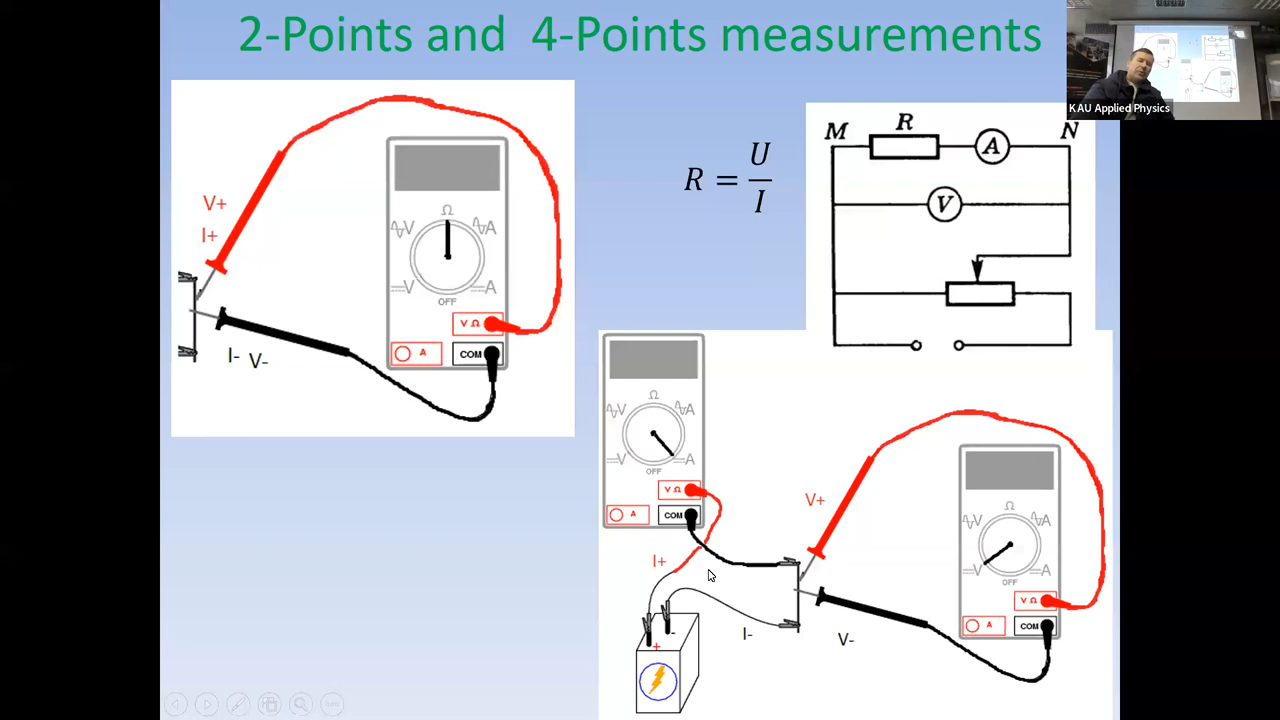 2-Points and 4-Points measurements
KAU Applied Physics
V+
I+
I- V-
Ω
V
A
V
A
OFF
V Ω
A
COM
R = U
I
M
R
A
N
V
Ω
V
A
V
A
OFF
V Ω
A
COM
I+
I-
+
-
V+
V-
Ω
V
A
V
A
OFF
V Ω
A
COM